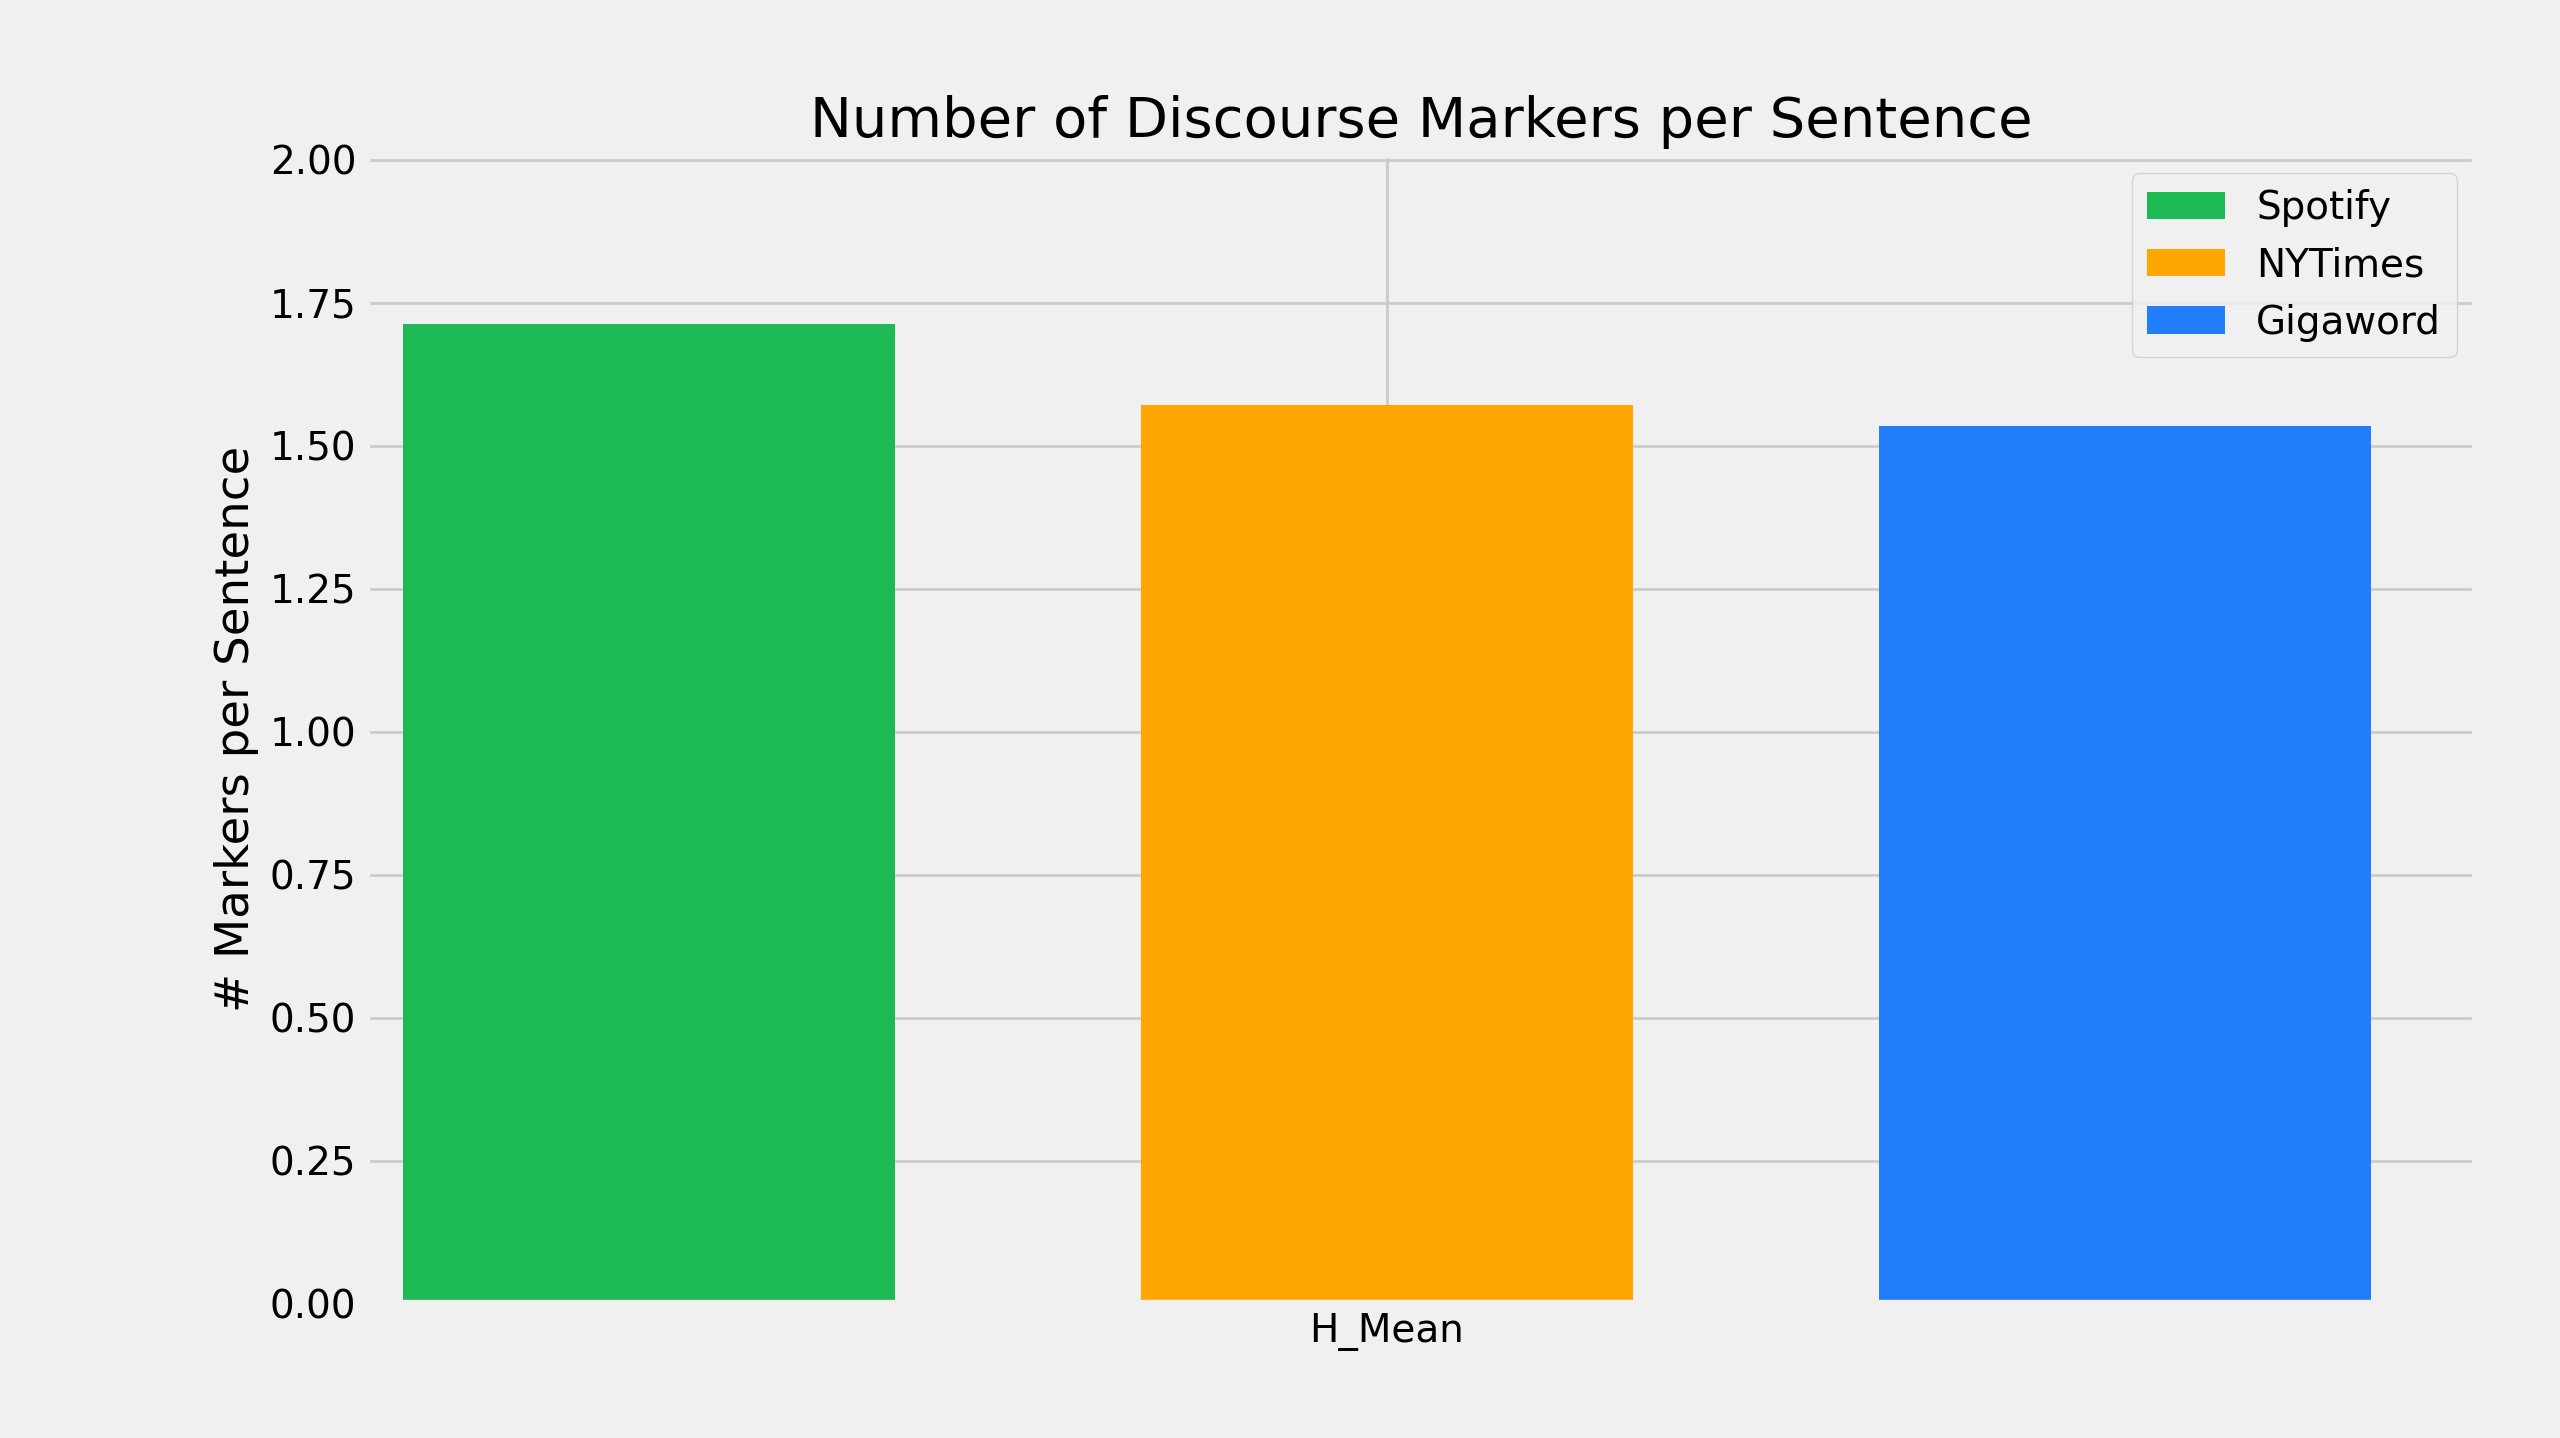 Number of Discourse Markers per Sentence
# Markers per Sentence
2.00
1.75
1.50
1.25
1.00
0.75
0.50
0.25
0.00
H_Mean
Spotify
NYTimes
Gigaword